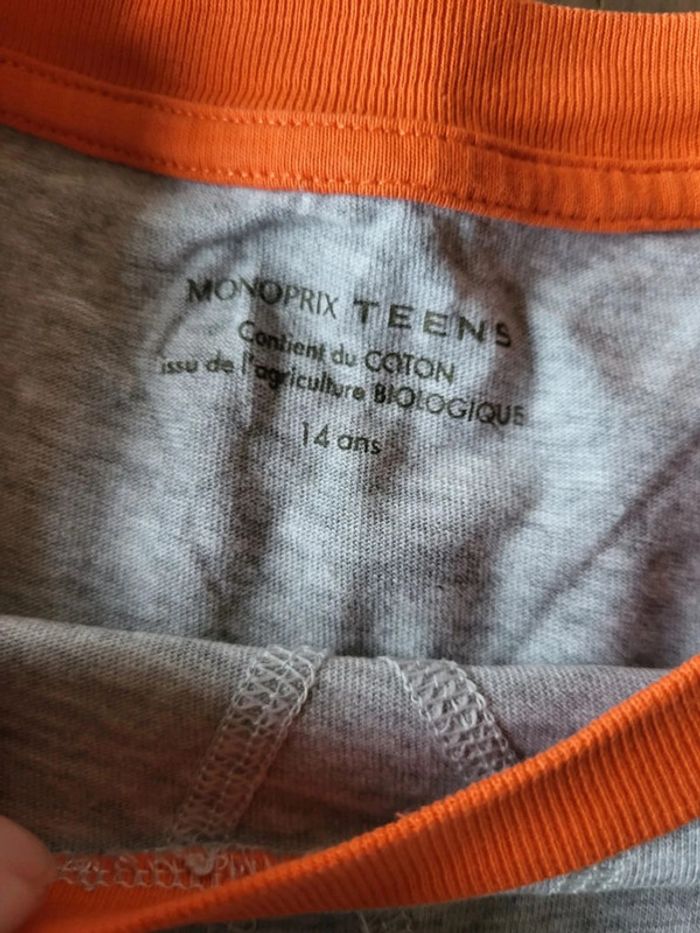 MONOPRIX TEENS
Contient du COTON
issu de l'agriculture BIOLOGIQUE
14 ans